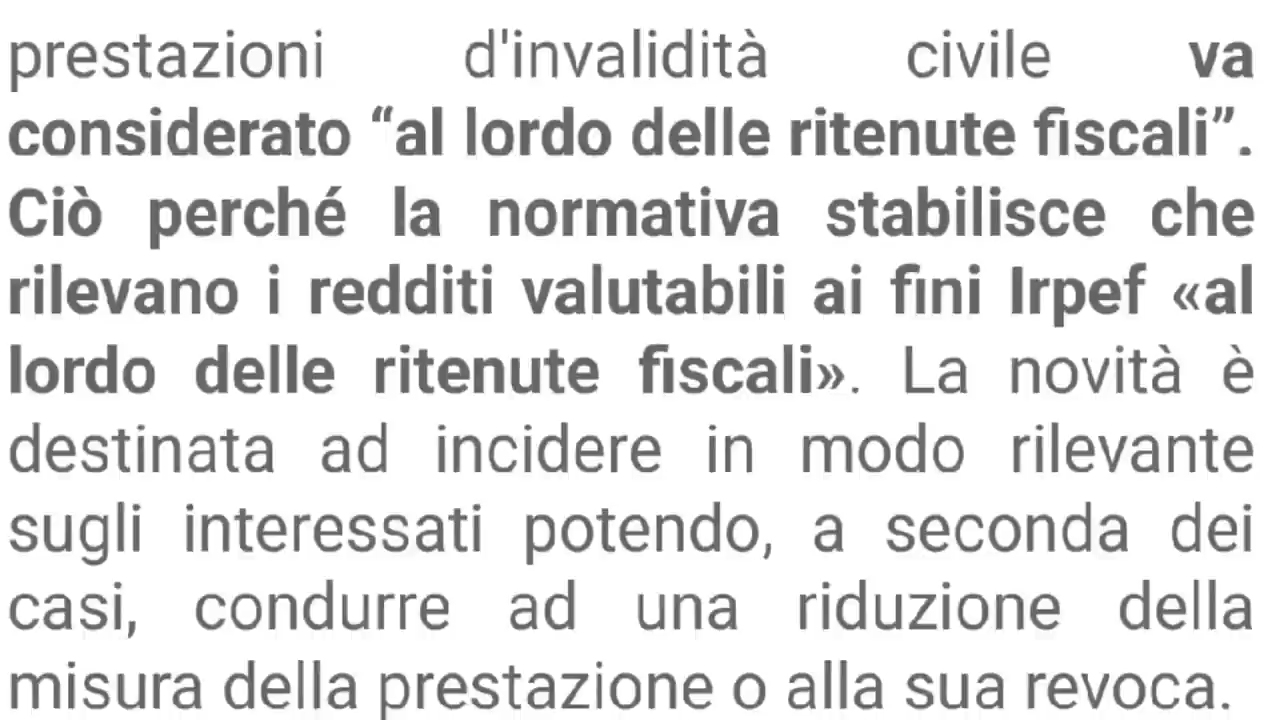 prestazioni d'invalidità civile va
considerato “al lordo delle ritenute fiscali”.
Ciò perché la normativa stabilisce che
rilevano i redditi valutabili ai fini Irpef «al
lordo delle ritenute fiscali». La novità è
destinata ad incidere in modo rilevante
sugli interessati potendo, a seconda dei
casi, condurre ad una riduzione della
misura della prestazione o alla sua revoca.